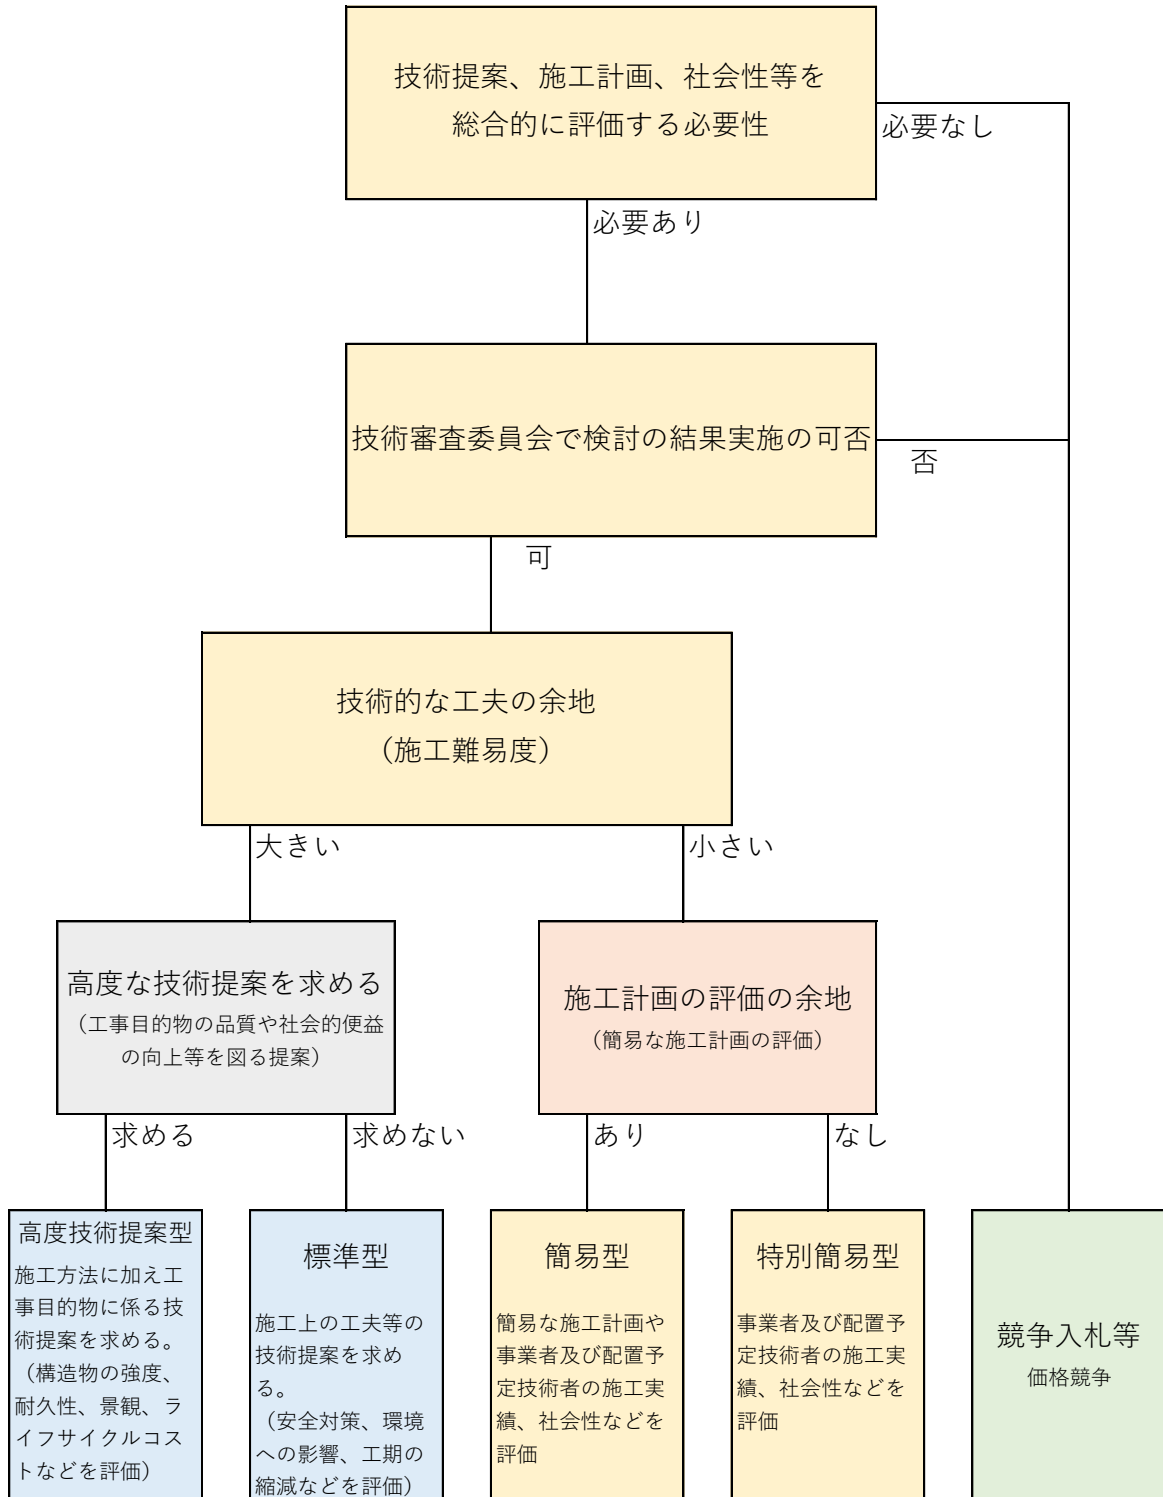 技術提案、施工計画、社会性等を
総合的に評価する必要性
必要なし
必要あり
技術審査委員会で検討の結果実施の可否
否
可
技術的な工夫の余地
（施工難易度）
大きい
小さい
高度な技術提案を求める
（工事目的物の品質や社会的便益
の向上等を図る提案）
施工計画の評価の余地
（簡易な施工計画の評価）
求める
求めない
あり
なし
高度技術提案型
施工方法に加え工
事目的物に係る技
術提案を求める。
（構造物の強度、
耐久性、景観、ラ
イフサイクルコス
トなどを評価）
標準型
施工上の工夫等の
技術提案を求め
る。
（安全対策、環境
への影響、工期の
縮減などを評価）
簡易型
簡易な施工計画や
事業者及び配置予
定技術者の施工実
績、社会性などを
評価
特別簡易型
事業者及び配置予
定技術者の施工実
績、社会性などを
評価
競争入札等
価格競争